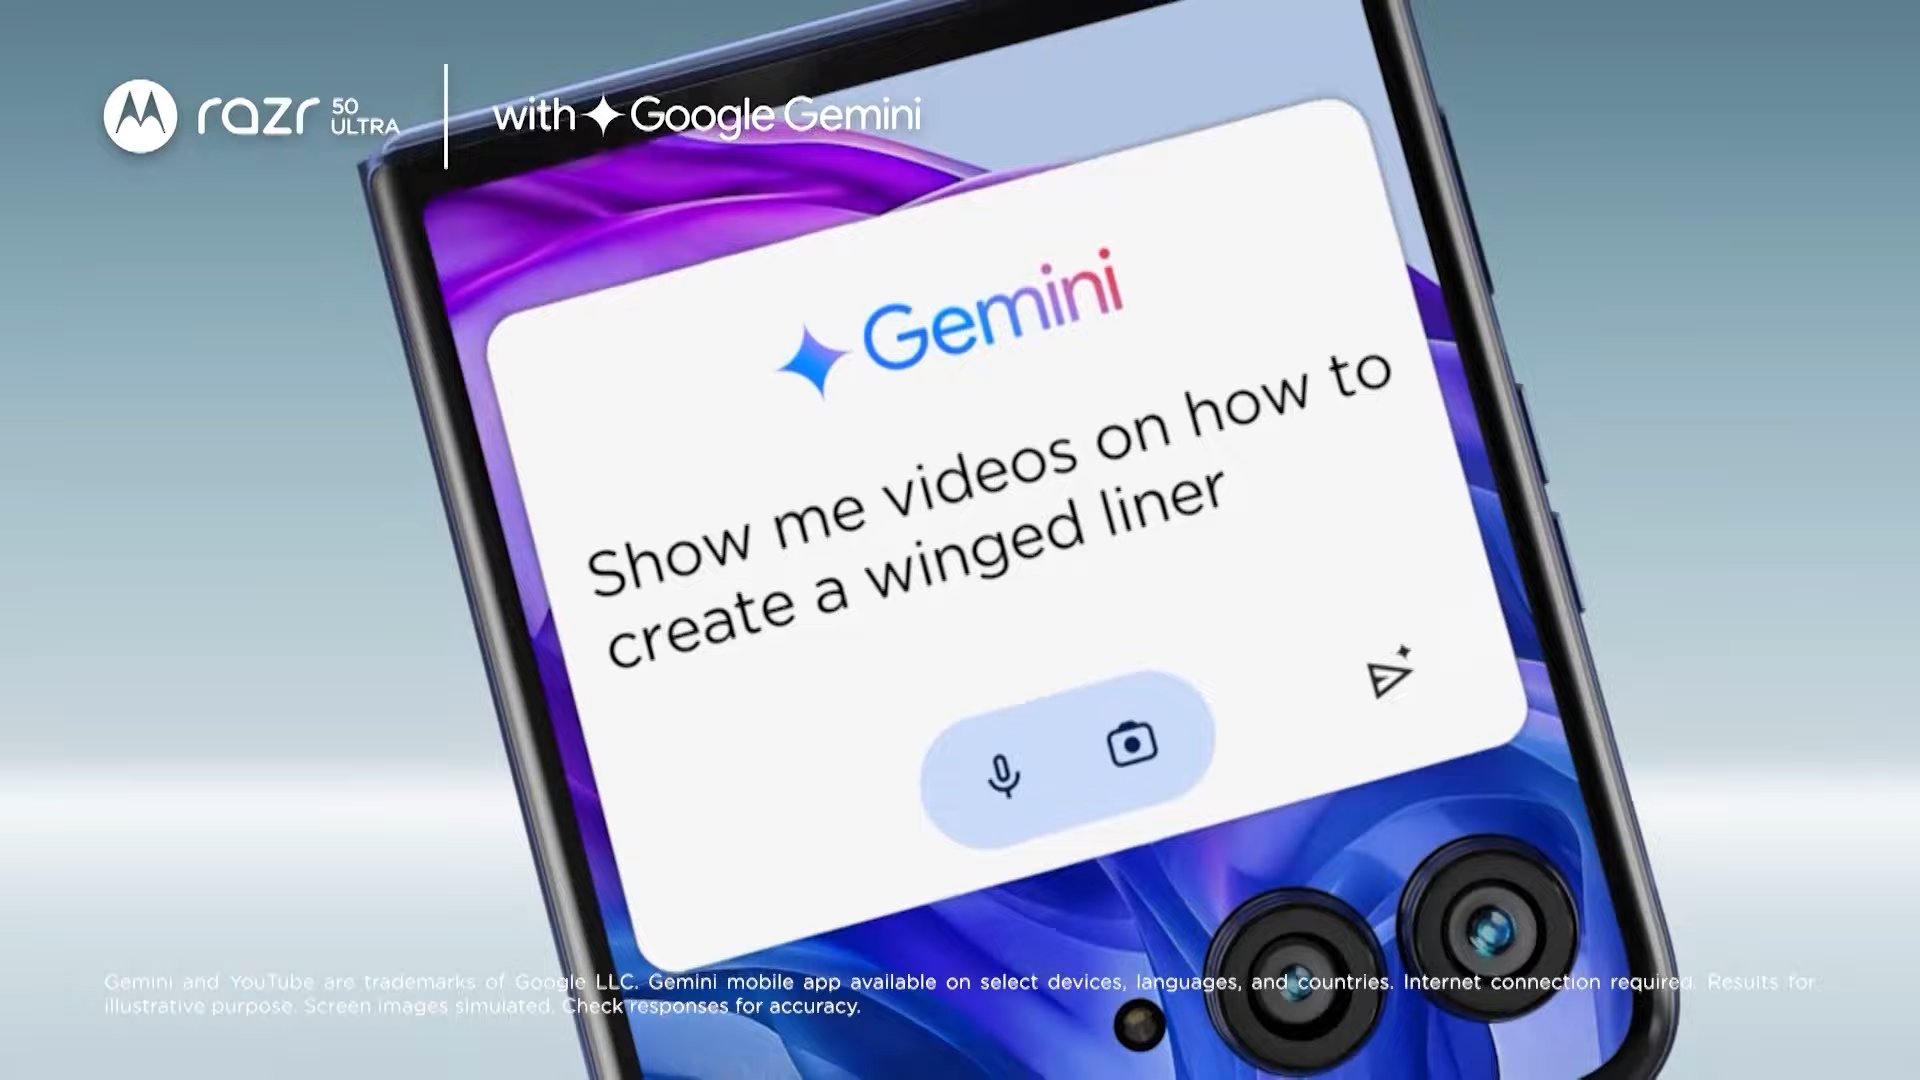 razr 50 ULTRA
with Google Gemini
Gemini
Show me videos on how to
create a winged liner
Gemini and YouTube are trademarks of Google LLC. Gemini mobile app available on select devices, languages, and countries. Internet connection required. Results for
illustrative purpose. Screen images simulated. Check responses for accuracy.